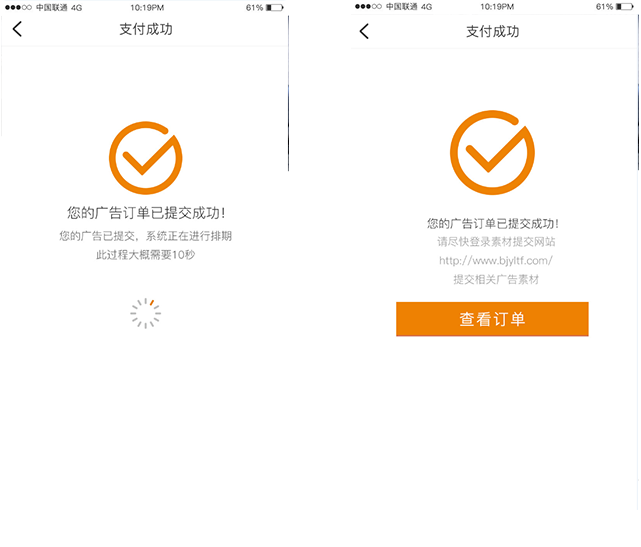 中国联通 4G 10:19PM 61%
支付成功
您的广告订单已提交成功!
您的广告已提交，系统正在进行排期
此过程大概需要10秒
中国联通 4G 10:19PM 61%
支付成功
您的广告订单已提交成功!
请尽快登录素材提交网站
http://www.bjyltf.com/
提交相关广告素材
查看订单